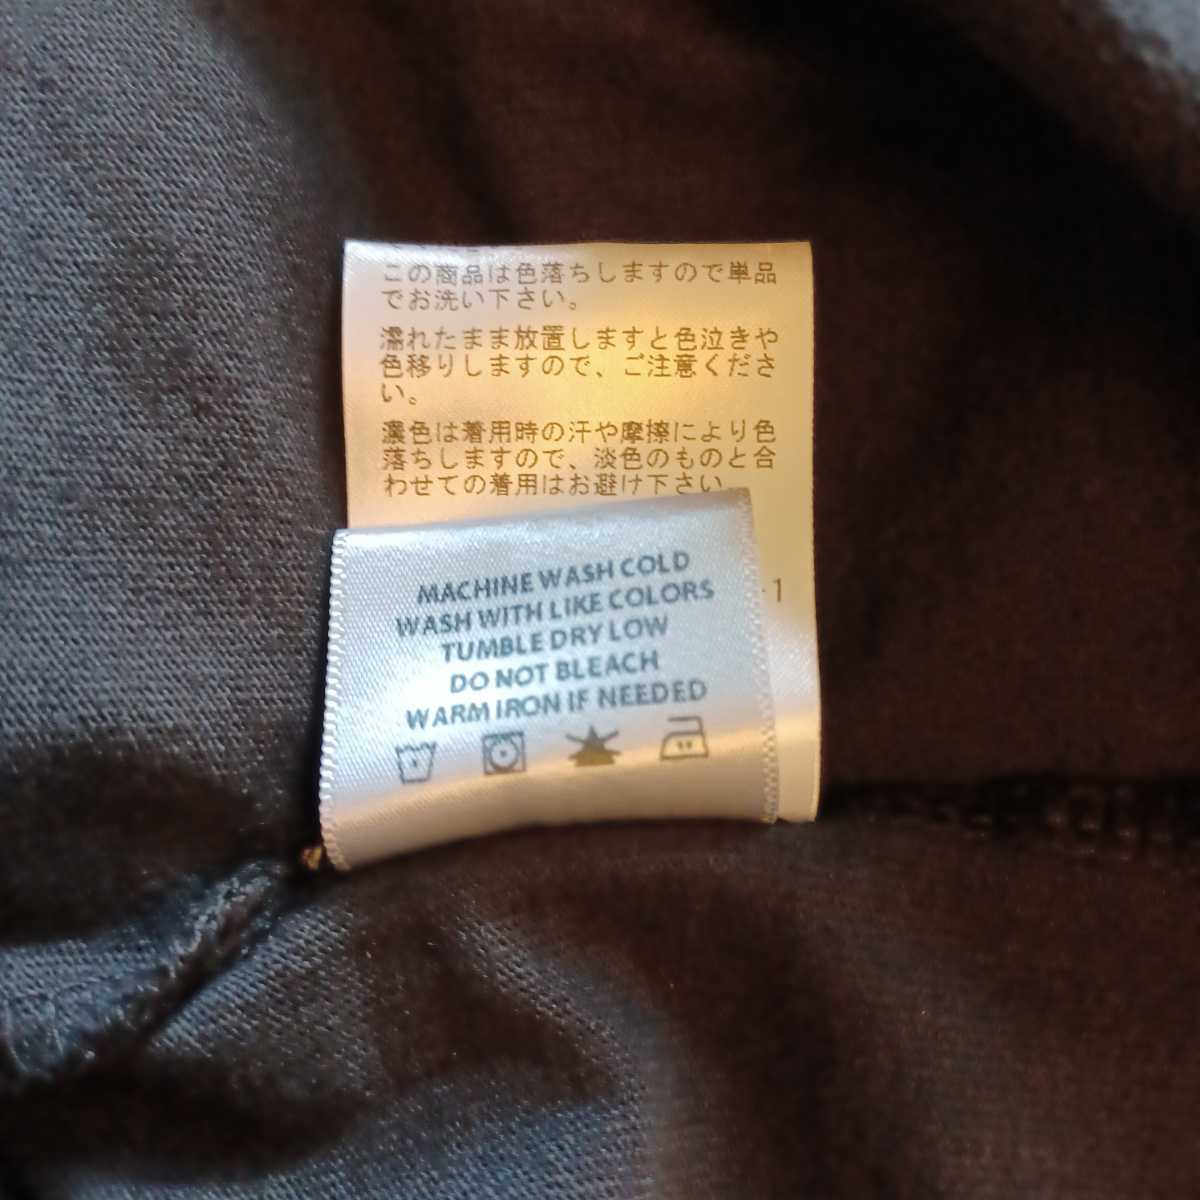 この商品は色落ちしますので単品
でお洗い下さい。
濡れたまま放置しますと色泣きや
色移りしますので、ご注意くださ
い。
濃色は着用時の汗や摩擦により色
落ちしますので、淡色のものと合
わせての着用はお避け下さい。
MACHINE WASH COLD
WASH WITH LIKE COLORS
TUMBLE DRY LOW
DO NOT BLEACH
WARM IRON IF NEEDED
-1